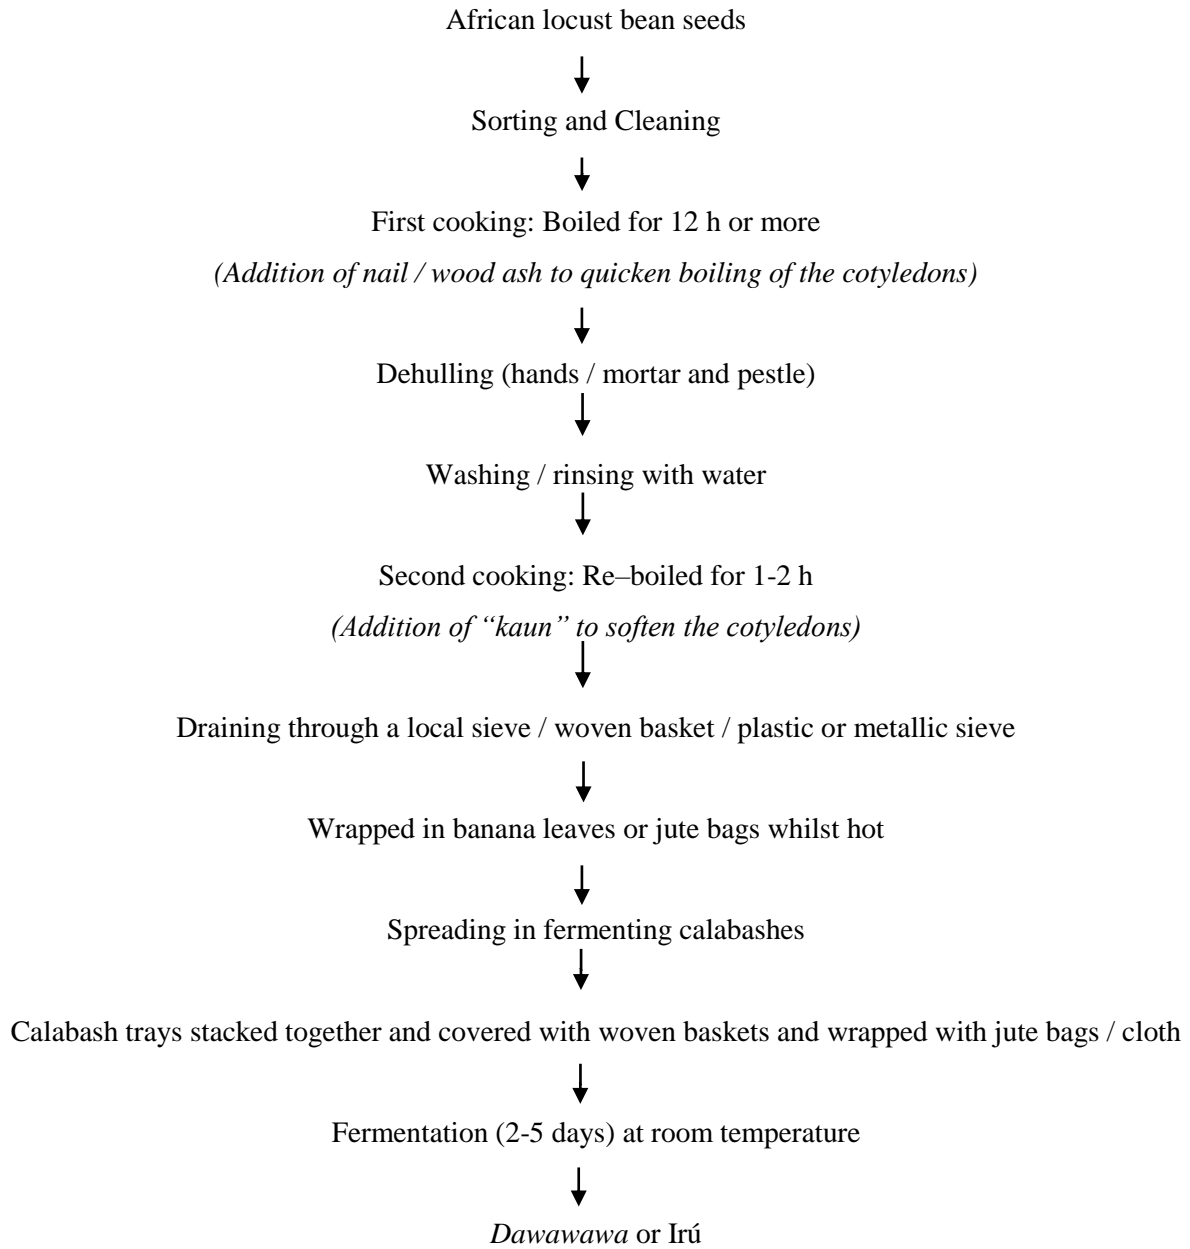 African locust bean seeds
Sorting and Cleaning
First cooking: Boiled for 12 h or more
(Addition of nail / wood ash to quicken boiling of the cotyledons)
Dehulling (hands / mortar and pestle)
Washing / rinsing with water
Second cooking: Re–boiled for 1-2 h
(Addition of “kaun” to soften the cotyledons)
Draining through a local sieve / woven basket / plastic or metallic sieve
Wrapped in banana leaves or jute bags whilst hot
Spreading in fermenting calabashes
Calabash trays stacked together and covered with woven baskets and wrapped with jute bags / cloth
Fermentation (2-5 days) at room temperature
Dawawawa or Irú